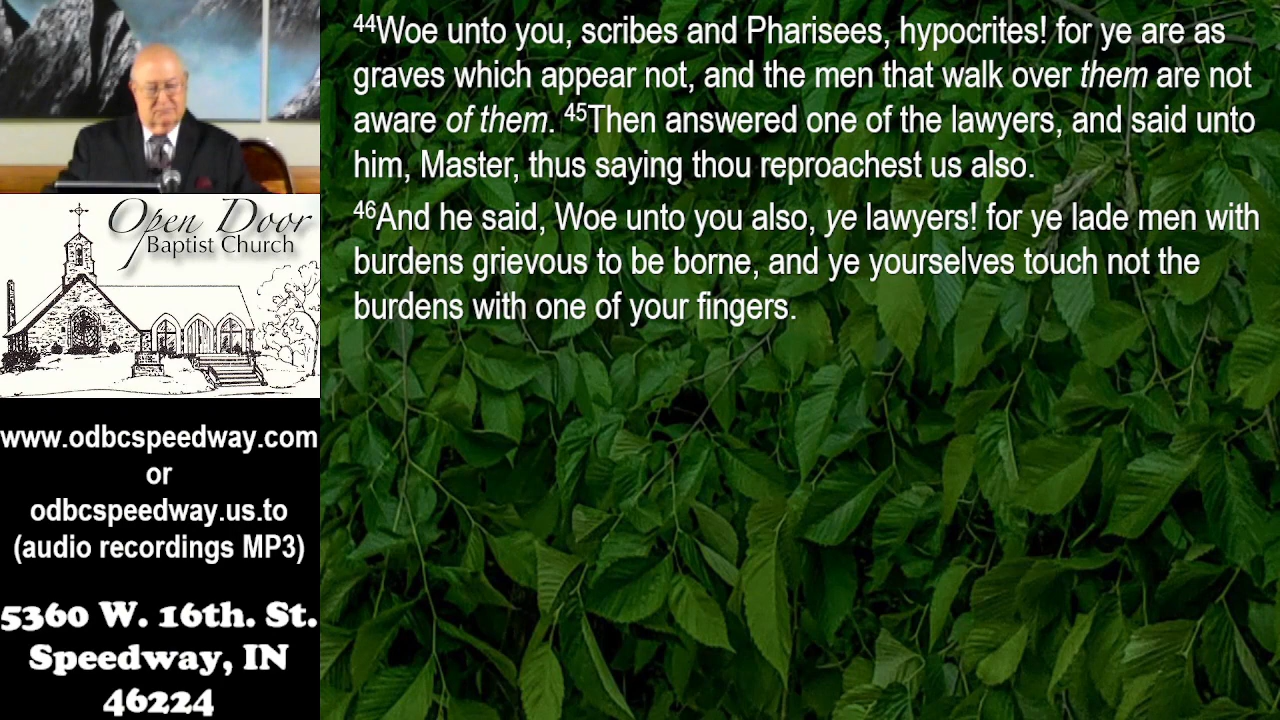 Open Door
Baptist Church
www.odbcspeedway.com
or
odbcspeedway.us.to
(audio recordings MP3)
5360 W. 16th. St.
Speedway, IN
46224
44Woe unto you, scribes and Pharisees, hypocrites! for ye are as
graves which appear not, and the men that walk over them are not
aware of them. 45Then answered one of the lawyers, and said unto
him, Master, thus saying thou reproachest us also.
46And he said, Woe unto you also, ye lawyers! for ye lade men with
burdens grievous to be borne, and ye yourselves touch not the
burdens with one of your fingers.